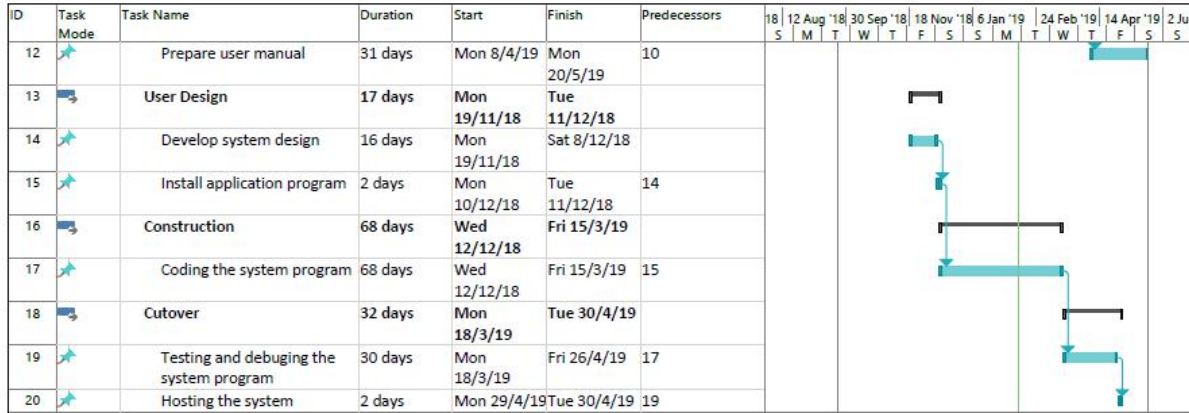 ID Task Task Name Duration Start Finish Predecessors 18 12 Aug '18 30 Sep '18 18 Nov '18 6 Jan '19 24 Feb '19 14 Apr '19 2 Ju
Mode S M T W T F S S M T W T F S S
12 Prepare user manual 31 days Mon 8/4/19 Mon 10
20/5/19
13 User Design 17 days Mon Tue
19/11/18 11/12/18
14 Develop system design 16 days Mon Sat 8/12/18
19/11/18
15 Install application program 2 days Mon Tue 14
10/12/18 11/12/18
16 Construction 68 days Wed Fri 15/3/19
12/12/18
17 Coding the system program 68 days Wed Fri 15/3/19 15
12/12/18
18 Cutover 32 days Mon Tue 30/4/19
18/3/19
19 Testing and debuging the 30 days Mon Fri 26/4/19 17
system program 18/3/19
20 Hosting the system 2 days Mon 29/4/19 Tue 30/4/19 19